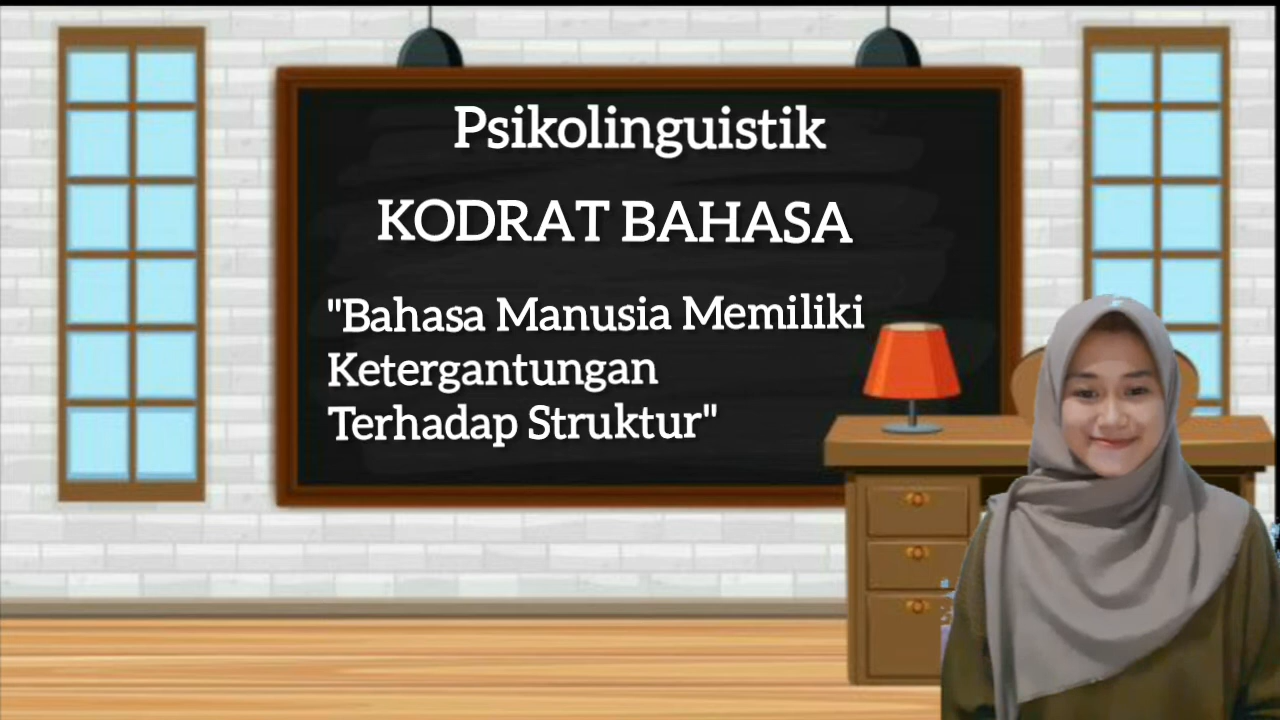 Psikolinguistik
KODRAT BAHASA
"Bahasa Manusia Memiliki
Ketergantungan
Terhadap Struktur"